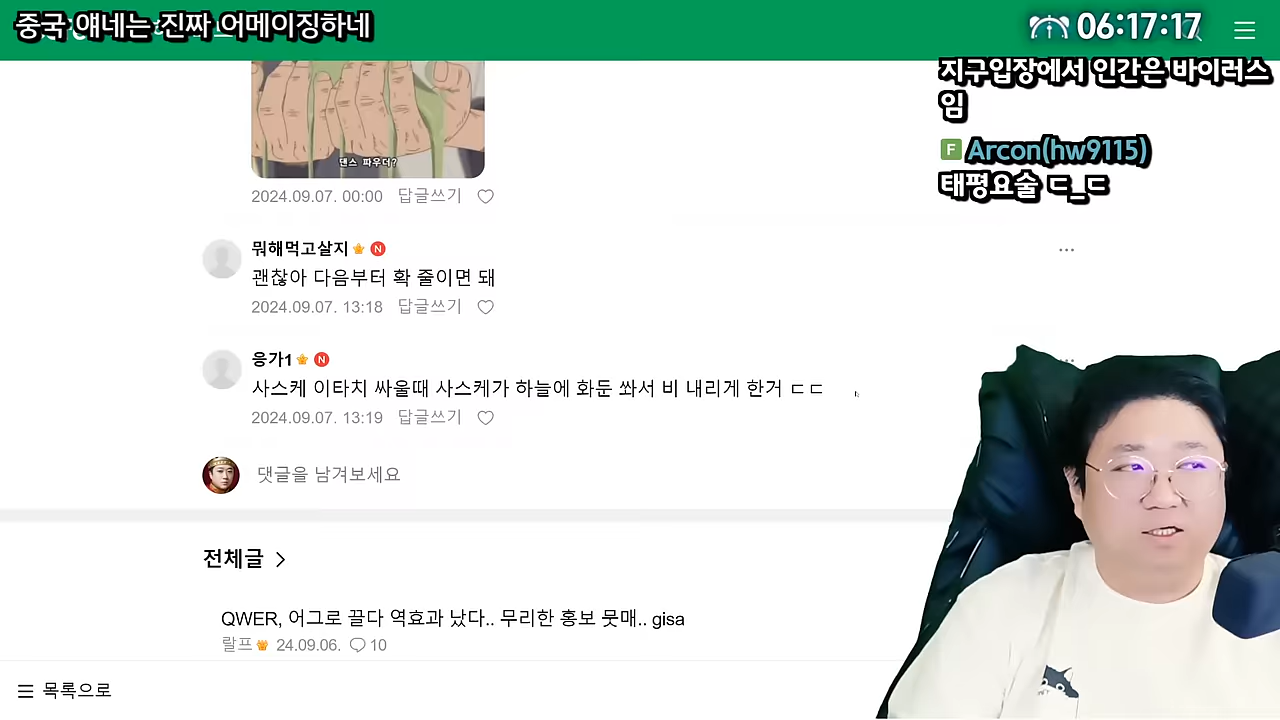 중국 얘네는 진짜 어메이징하네
06:17:17
지구입장에서 인간은 바이러스
임
F Arcon(hw9115)
태평요술 ㄷ_ㄷ
댄스 파우더?
2024.09.07. 00:00 답글쓰기
뭐해먹고살지 N
괜찮아 다음부터 확 줄이면 돼
2024.09.07. 13:18 답글쓰기
응가1 N
사스케 이타치 싸울때 사스케가 하늘에 화둔 쏴서 비 내리게 한거 ㄷㄷ
2024.09.07. 13:19 답글쓰기
댓글을 남겨보세요
전체글 >
QWER, 어그로 끌다 역효과 났다.. 무리한 홍보 뭇매.. gisa
랄프 24.09.06. 10
목록으로